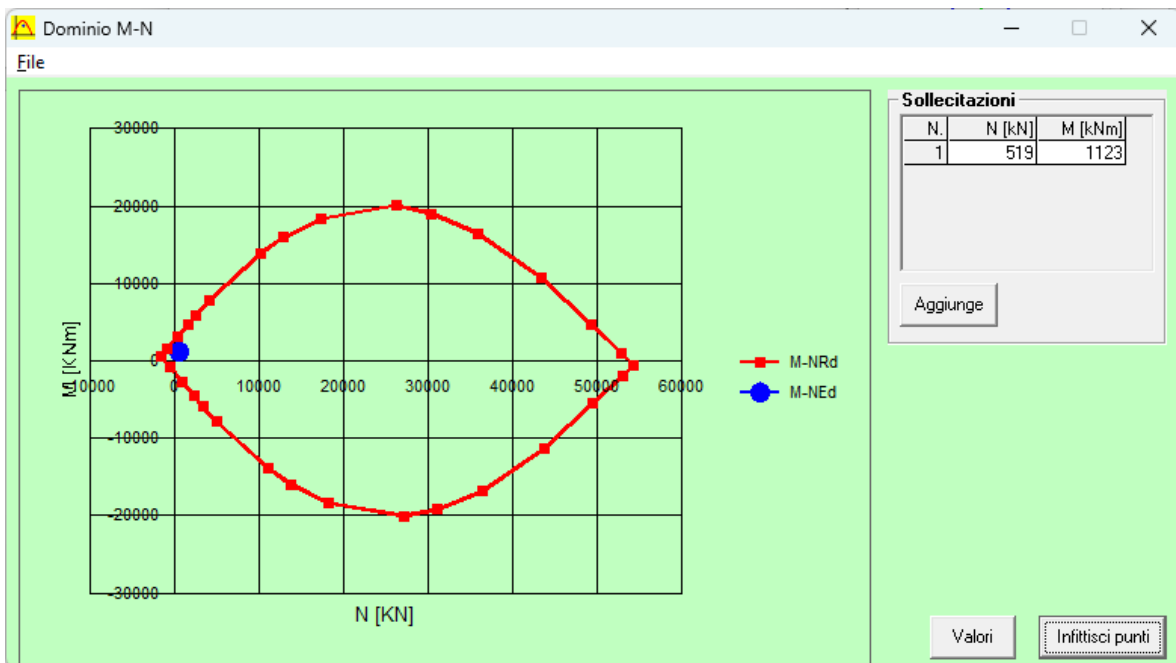 Dominio M-N
File
30000
20000
10000
0
-10000
-20000
-30000
M [KNm]
-10000 0 10000 20000 30000 40000 50000 60000
N [KN]
M-NRd
M-NEd
Sollecitazioni
N. N [kN] M [kNm]
1 519 1123
Aggiunge
Valori
Infittisci punti